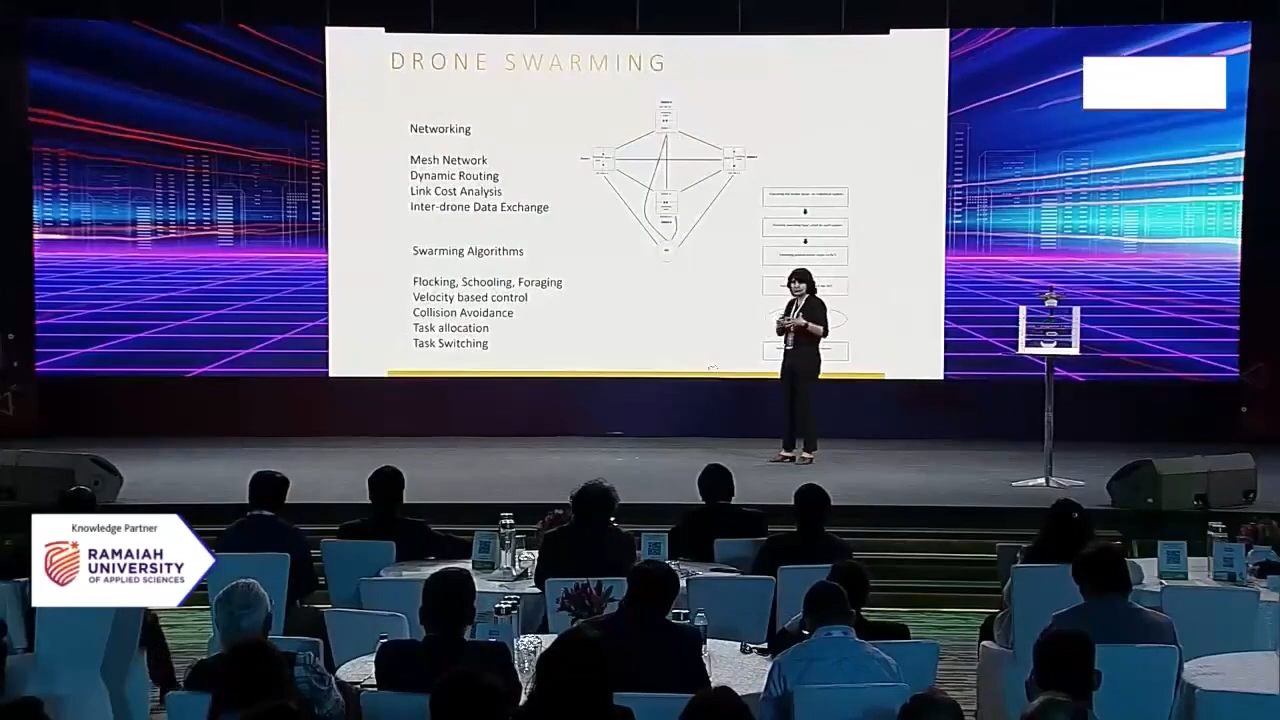 DRONE SWARMING
Networking
Mesh Network
Dynamic Routing
Link Cost Analysis
Inter-drone Data Exchange
Swarming Algorithms
Flocking, Schooling, Foraging
Velocity based control
Collision Avoidance
Task allocation
Task Switching
Knowledge Partner
RAMAIAH
UNIVERSITY
OF APPLIED SCIENCES